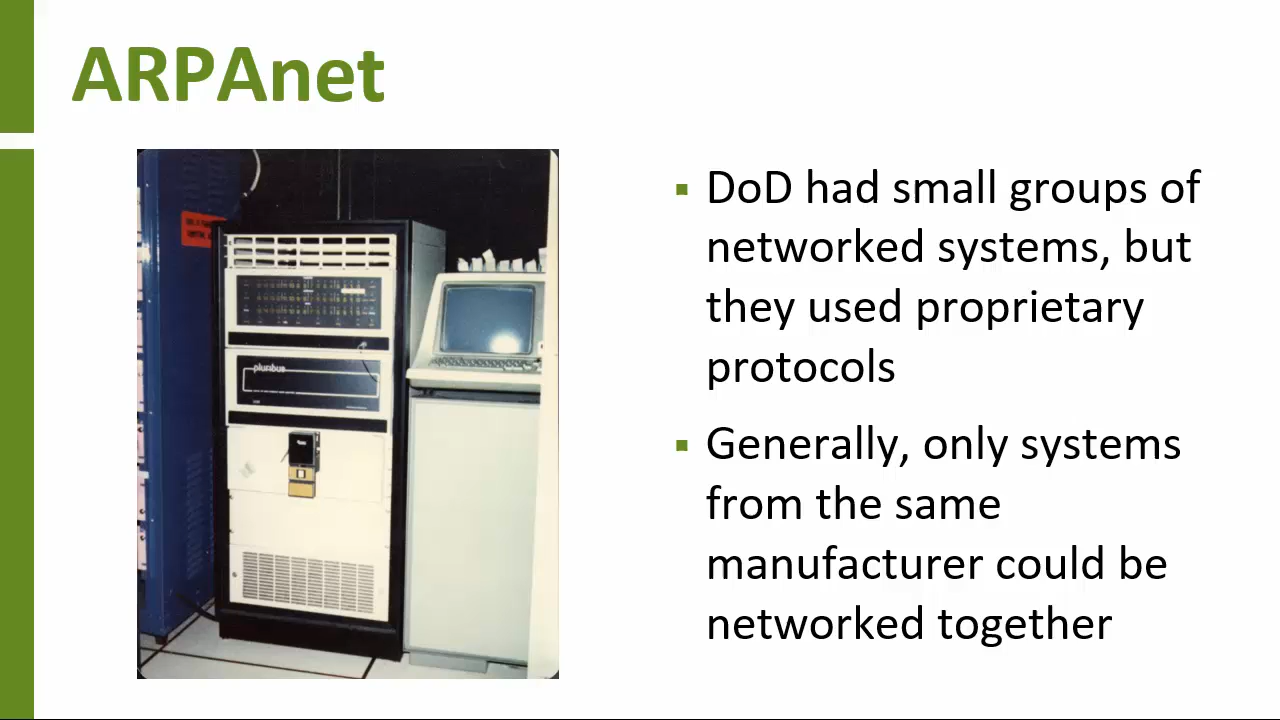 ARPAnet
DoD had small groups of
networked systems, but
they used proprietary
protocols
Generally, only systems
from the same
manufacturer could be
networked together
pluribus